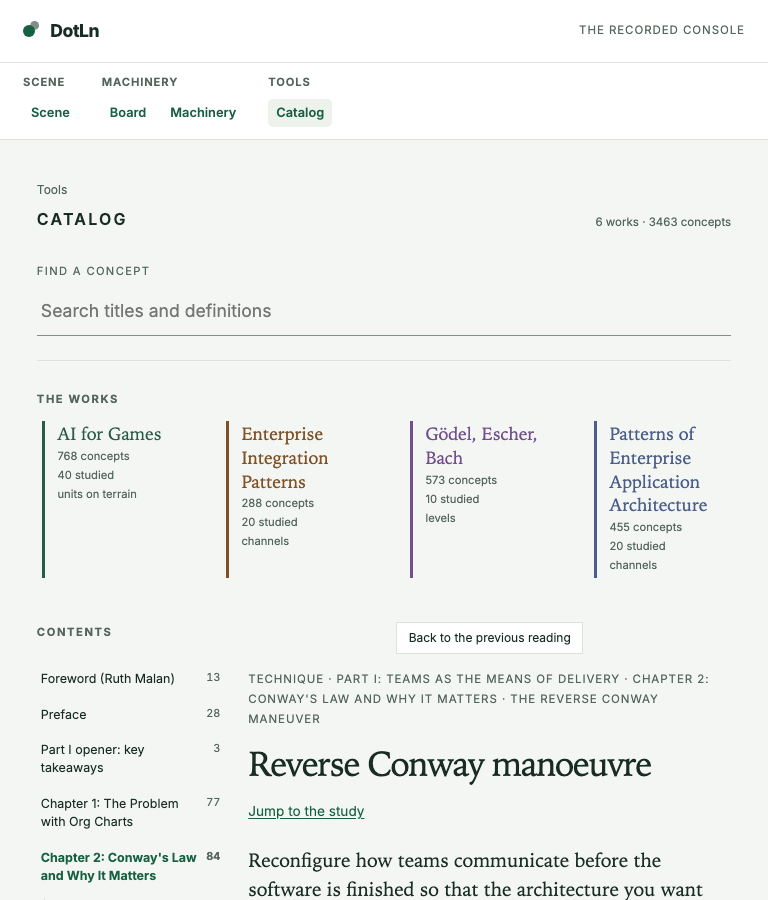 DotLn
THE RECORDED CONSOLE
SCENE
MACHINERY
TOOLS
Scene
Board
Machinery
Catalog
Tools
CATALOG
6 works · 3463 concepts
FIND A CONCEPT
Search titles and definitions
THE WORKS
AI for Games
768 concepts
40 studied
units on terrain
Enterprise
Integration
Patterns
288 concepts
20 studied
channels
Gödel, Escher,
Bach
573 concepts
10 studied
levels
Patterns of
Enterprise
Application
Architecture
455 concepts
20 studied
channels
CONTENTS
Foreword (Ruth Malan) 13
Preface 28
Part I opener: key 3
takeaways
Chapter 1: The Problem 77
with Org Charts
Chapter 2: Conway's Law 84
and Why It Matters
Back to the previous reading
TECHNIQUE · PART I: TEAMS AS THE MEANS OF DELIVERY · CHAPTER 2:
CONWAY'S LAW AND WHY IT MATTERS · THE REVERSE CONWAY
MANEUVER
Reverse Conway manoeuvre
Jump to the study
Reconfigure how teams communicate before the
software is finished so that the architecture you want